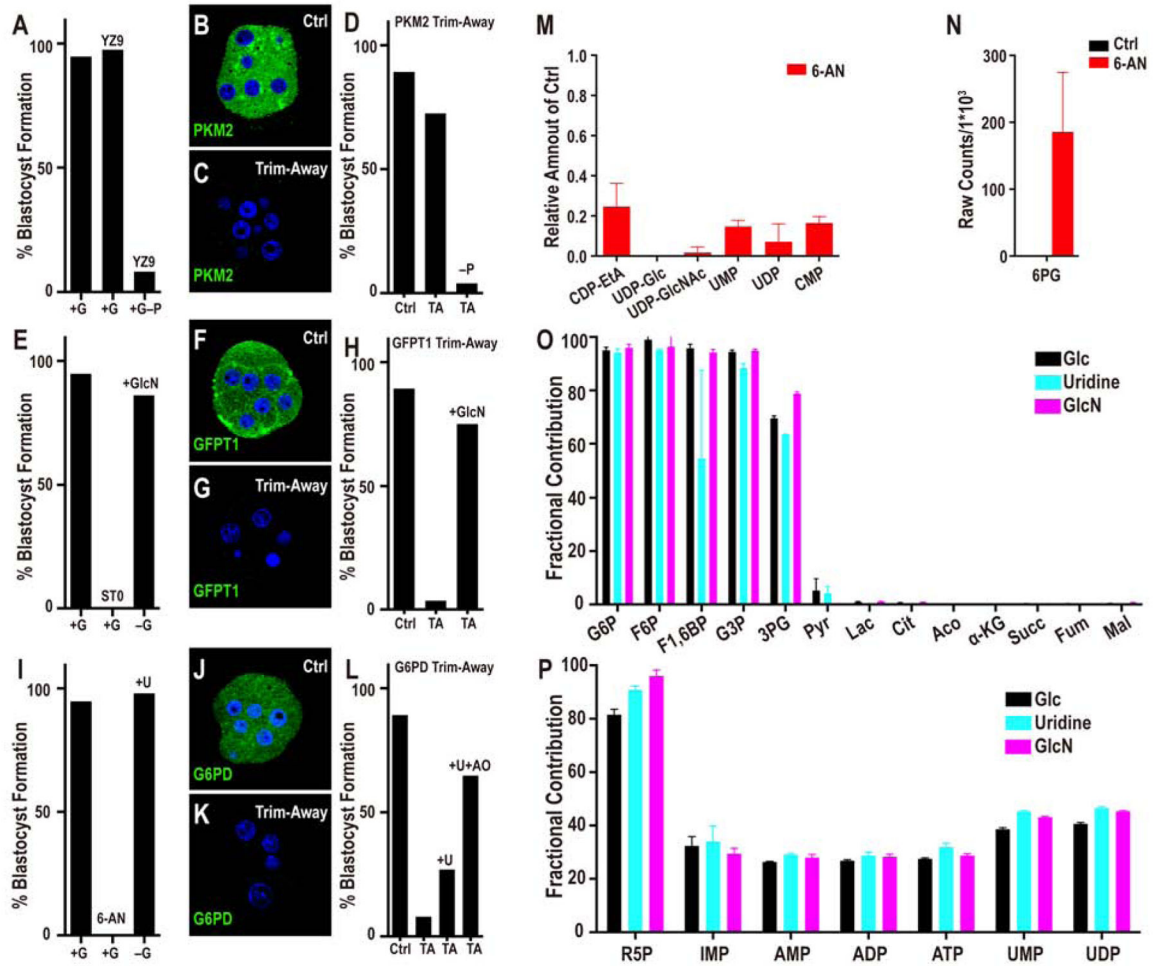 A
% Blastocyst Formation
100
50
0
YZ9
YZ9
+G +G +G–P
B
Ctrl
PKM2
C
Trim-Away
PKM2
D
PKM2 Trim-Away
% Blastocyst Formation
100
50
0
–P
Ctrl TA TA
E
% Blastocyst Formation
100
50
0
ST0
+GlcN
+G +G –G
F
Ctrl
GFPT1
G
Trim-Away
GFPT1
H
GFPT1 Trim-Away
% Blastocyst Formation
100
50
0
+GlcN
Ctrl TA TA
I
% Blastocyst Formation
100
50
0
6-AN
+U
+G +G –G
J
Ctrl
G6PD
K
Trim-Away
G6PD
L
G6PD Trim-Away
% Blastocyst Formation
100
50
0
+U
+U+AO
Ctrl TA TA TA
M
Relative Amnout of Ctrl
1.0
0.8
0.6
0.4
0.2
0.0
6-AN
CDP-EtA UDP-Glc UDP-GlcNAc UMP UDP CMP
N
Ctrl
6-AN
Raw Counts/1*10³
300
200
100
0
6PG
O
Fractional Contribution
100
80
60
40
20
0
Glc
Uridine
GlcN
G6P F6P F1,6BP G3P 3PG Pyr Lac Cit Aco α-KG Succ Fum Mal
P
Fractional Contribution
100
80
60
40
20
0
Glc
Uridine
GlcN
R5P IMP AMP ADP ATP UMP UDP